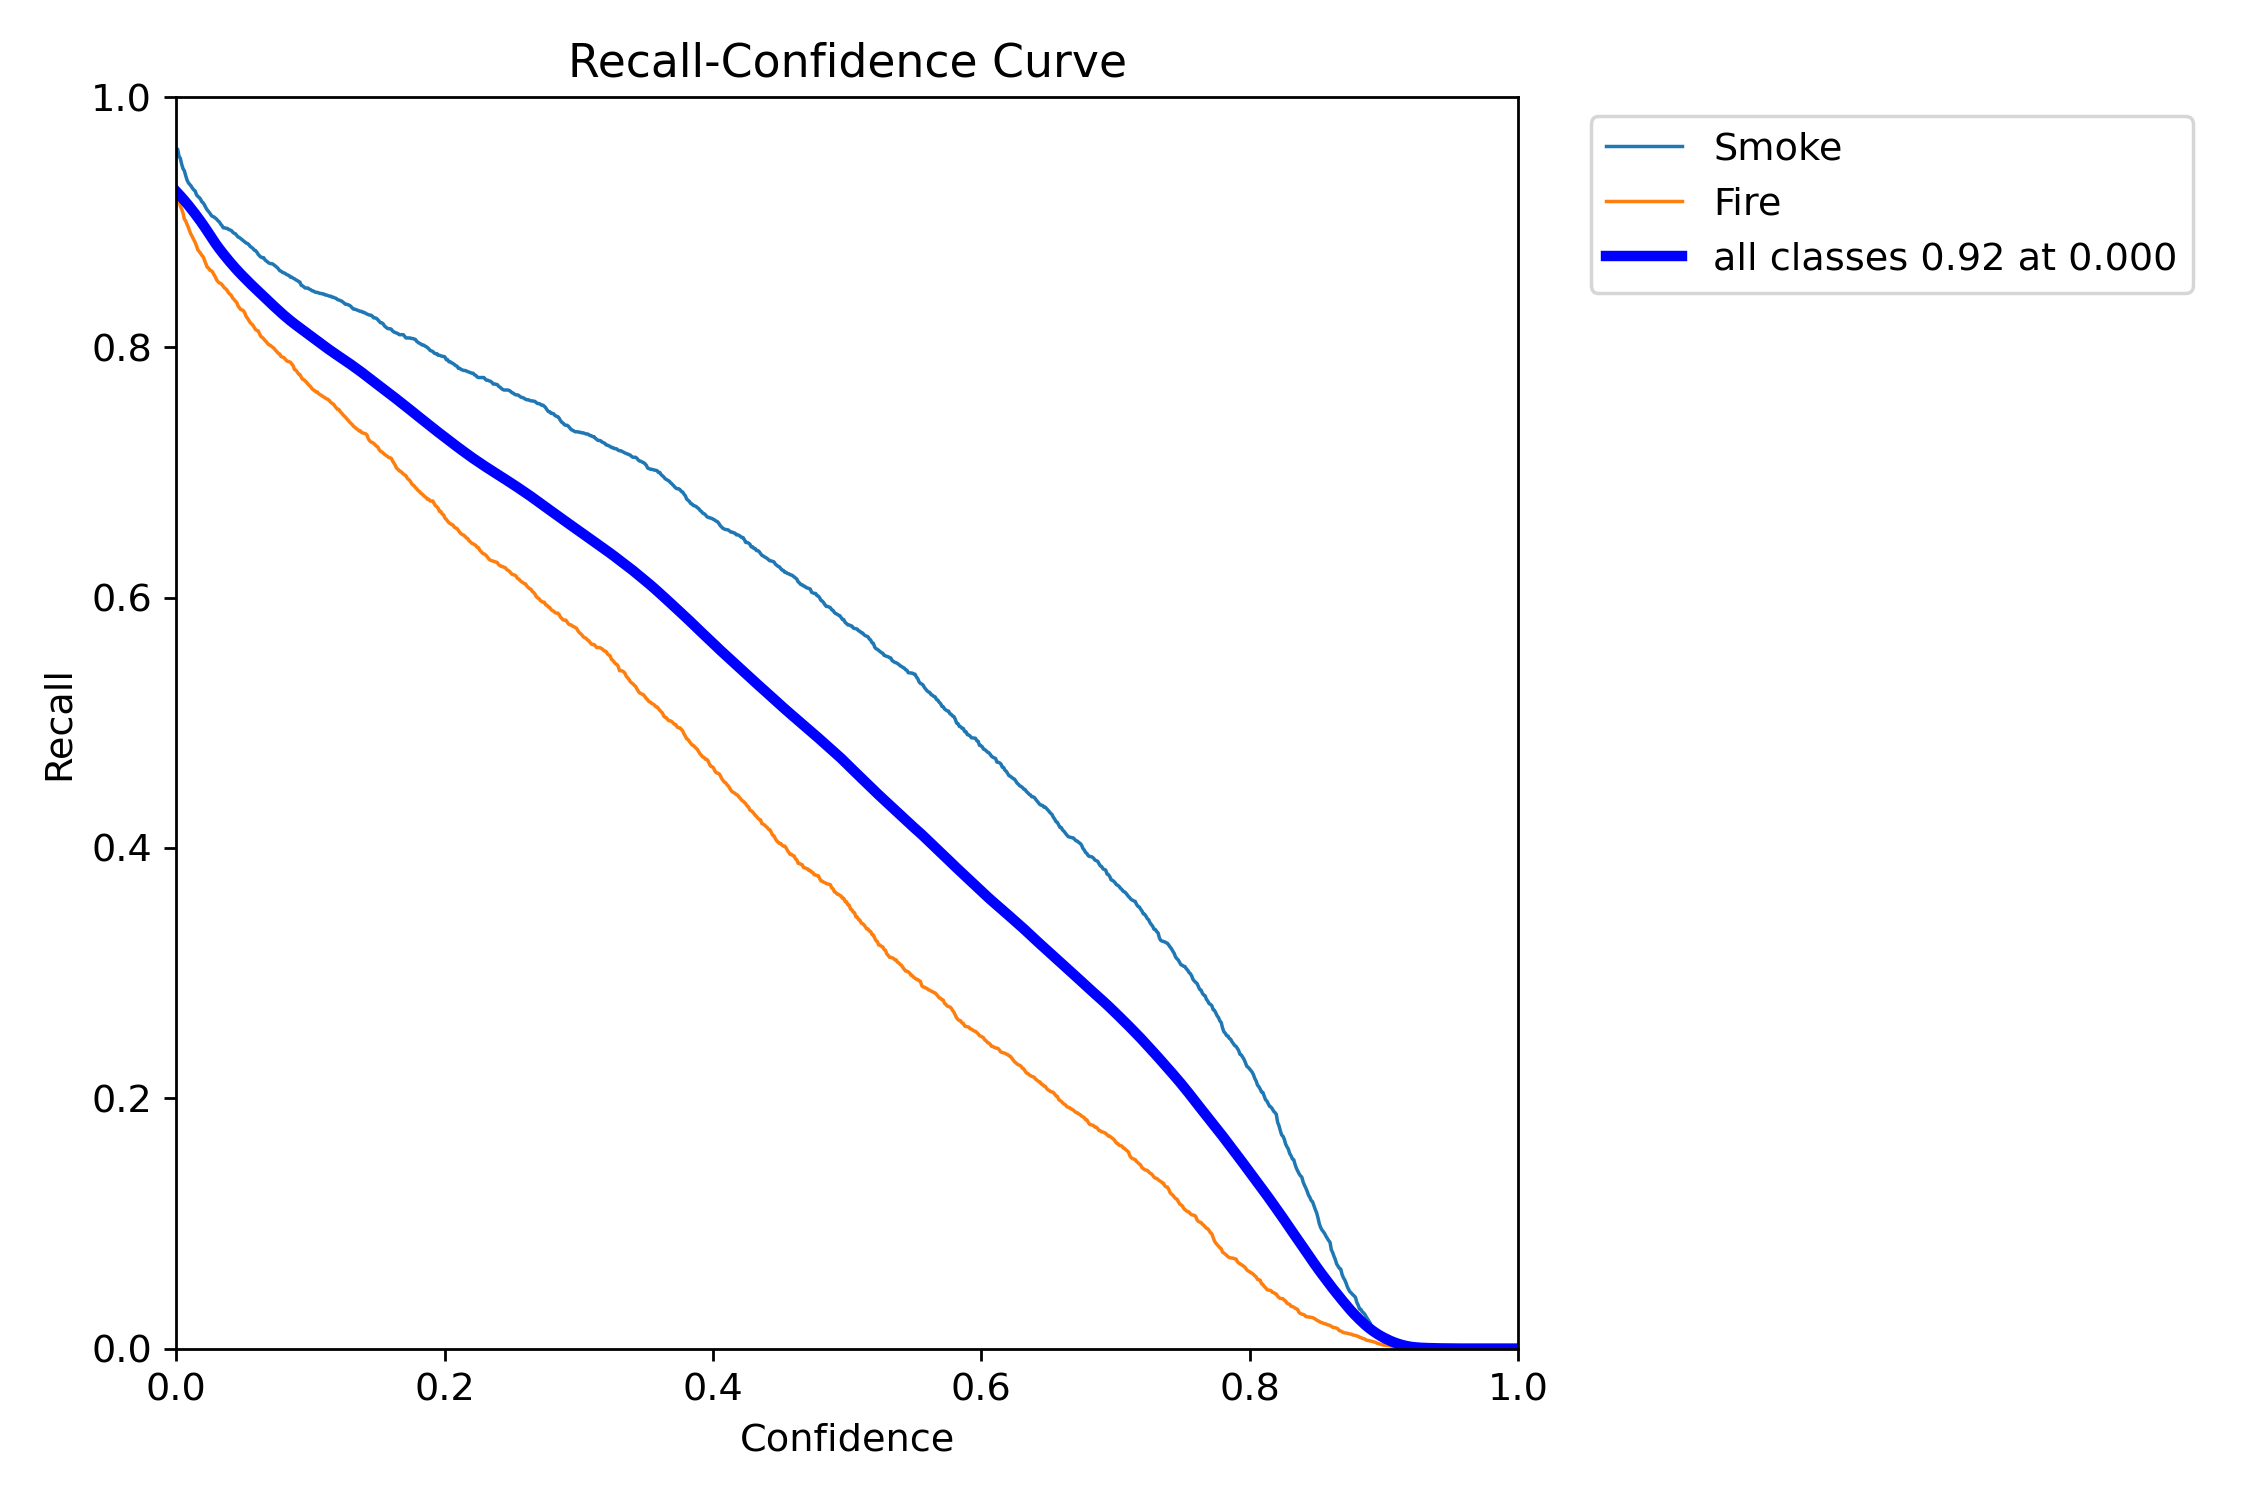 Recall-Confidence Curve
1.0
0.8
0.6
0.4
0.2
0.0
Recall
0.0 0.2 0.4 0.6 0.8 1.0
Confidence
Smoke
Fire
all classes 0.92 at 0.000